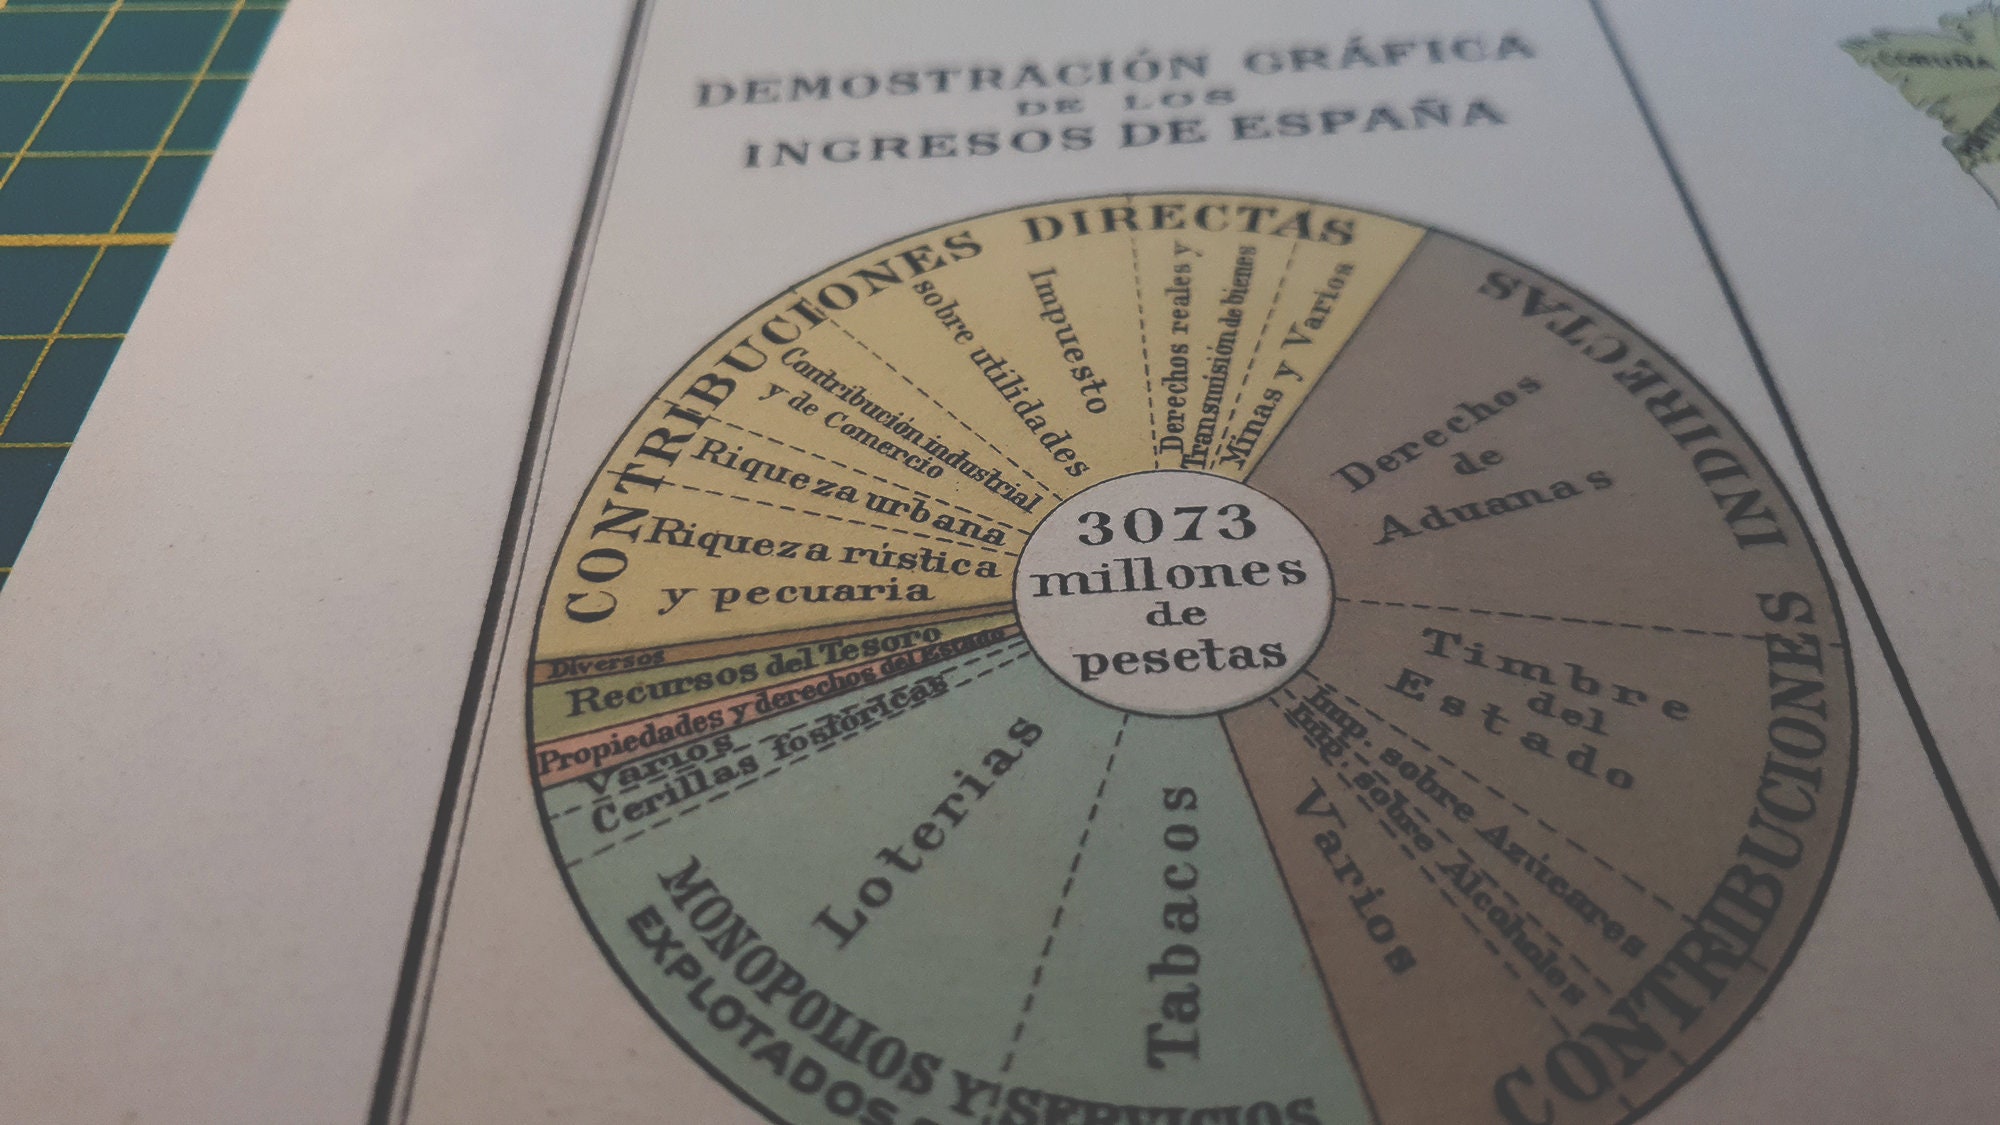 DEMOSTRACIÓN GRÁFICA
DE LOS
INGRESOS DE ESPAÑA
CORUÑA
CONTRIBUCIONES DIRECTAS
Minas y Varios
Derechos reales y
Transmisión de bienes
Impuesto
sobre utilidades
Contribución industrial
y de Comercio
Riqueza urbana
Riqueza rústica
y pecuaria
Diversos
Recursos del Tesoro
Propiedades y derechos del Estado
Varios
Cerillas fosfóricas
Loterias
Tabacos
MONOPOLIOS Y SERVICIOS
EXPLOTADOS
CONTRIBUCIONES INDIRECTAS
Derechos
de
Aduanas
Timbre
del
Estado
Imp. sobre Azúcares
Imp. sobre Alcoholes
Varios
3073
millones
de
pesetas